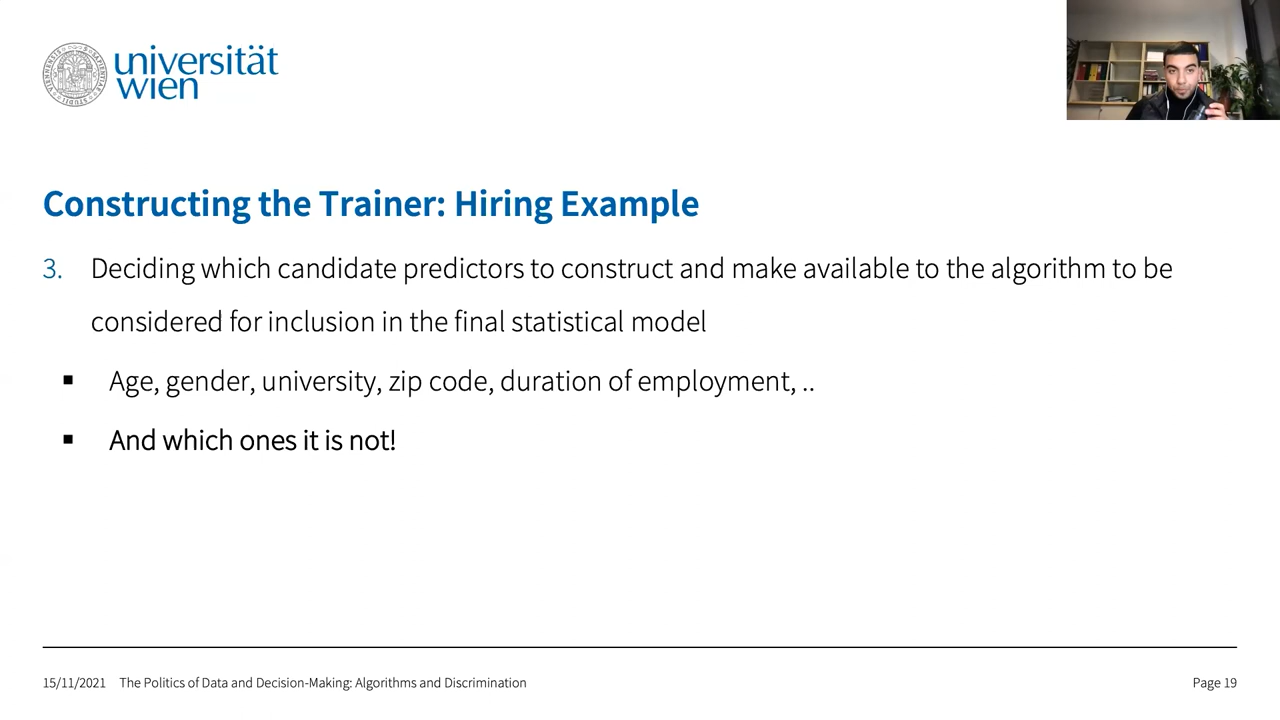 universität
wien
Constructing the Trainer: Hiring Example
3. Deciding which candidate predictors to construct and make available to the algorithm to be
considered for inclusion in the final statistical model
▪ Age, gender, university, zip code, duration of employment, ..
▪ And which ones it is not!
15/11/2021 The Politics of Data and Decision-Making: Algorithms and Discrimination Page 19